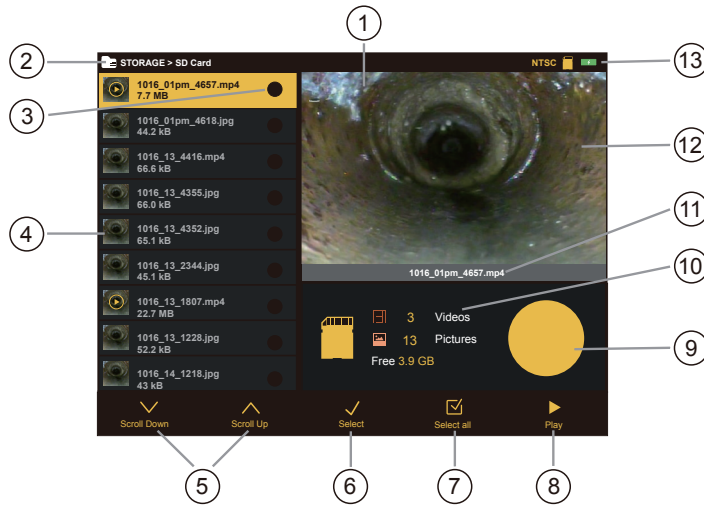 1
2
STORAGE > SD Card
NTSC
13
1016_01pm_4657.mp4
7.7 MB
3
1016_01pm_4618.jpg
44.2 kB
12
1016_13_4416.mp4
66.6 kB
1016_13_4355.jpg
66.0 kB
11
4
1016_13_4352.jpg
65.1 kB
1016_13_2344.jpg
45.1 kB
1016_01pm_4657.mp4
10
1016_13_1807.mp4
22.7 MB
3 Videos
1016_13_1228.jpg
52.2 kB
13 Pictures
9
Free 3.9 GB
1016_14_1218.jpg
43 kB
Scroll Down
Scroll Up
Select
Select all
Play
5
6
7
8